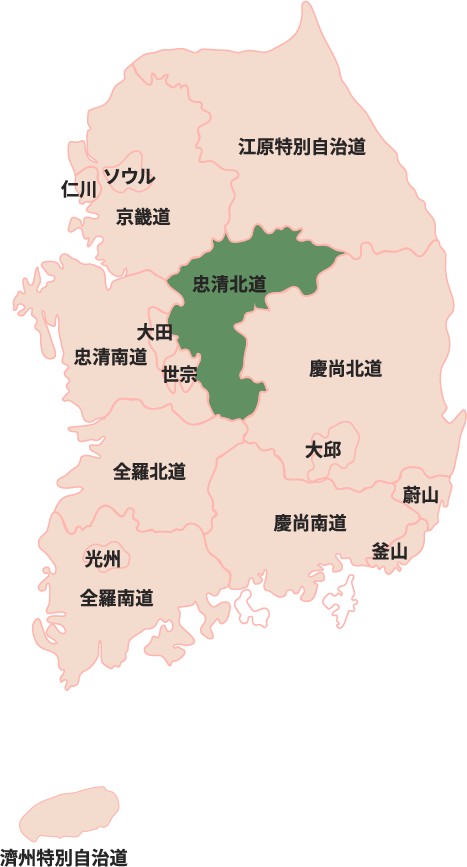 江原特別自治道
ソウル
仁川
京畿道
忠清北道
大田
忠清南道
世宗
慶尚北道
大邱
全羅北道
蔚山
慶尚南道
釜山
光州
全羅南道
済州特別自治道